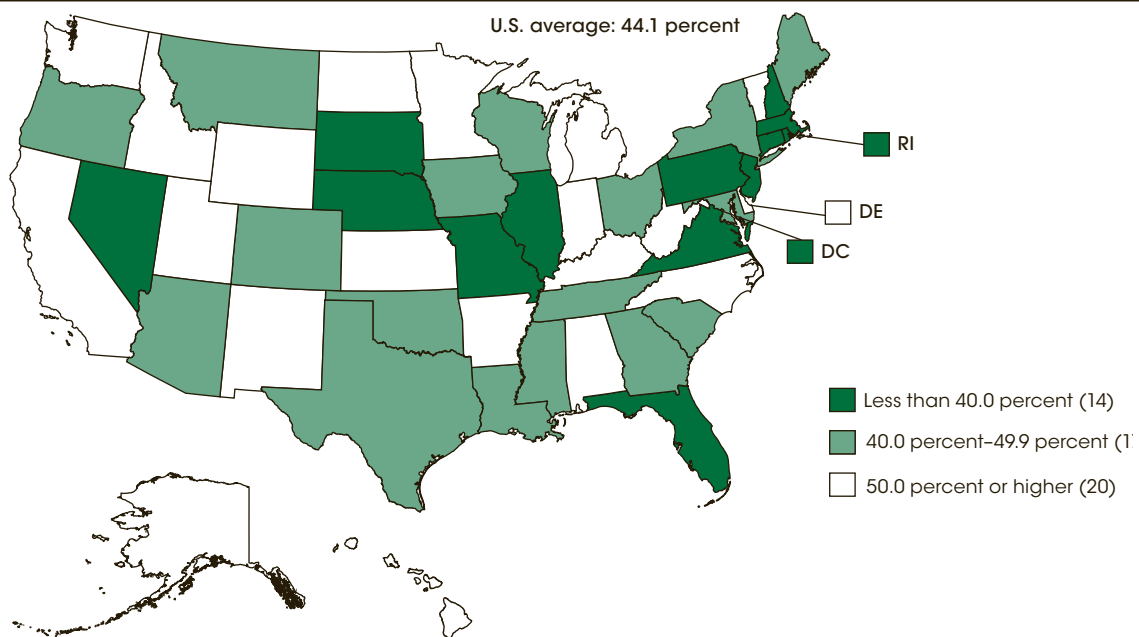 U.S. average: 44.1 percent
RI
DE
DC
Less than 40.0 percent (14)
40.0 percent–49.9 percent
50.0 percent or higher (20)